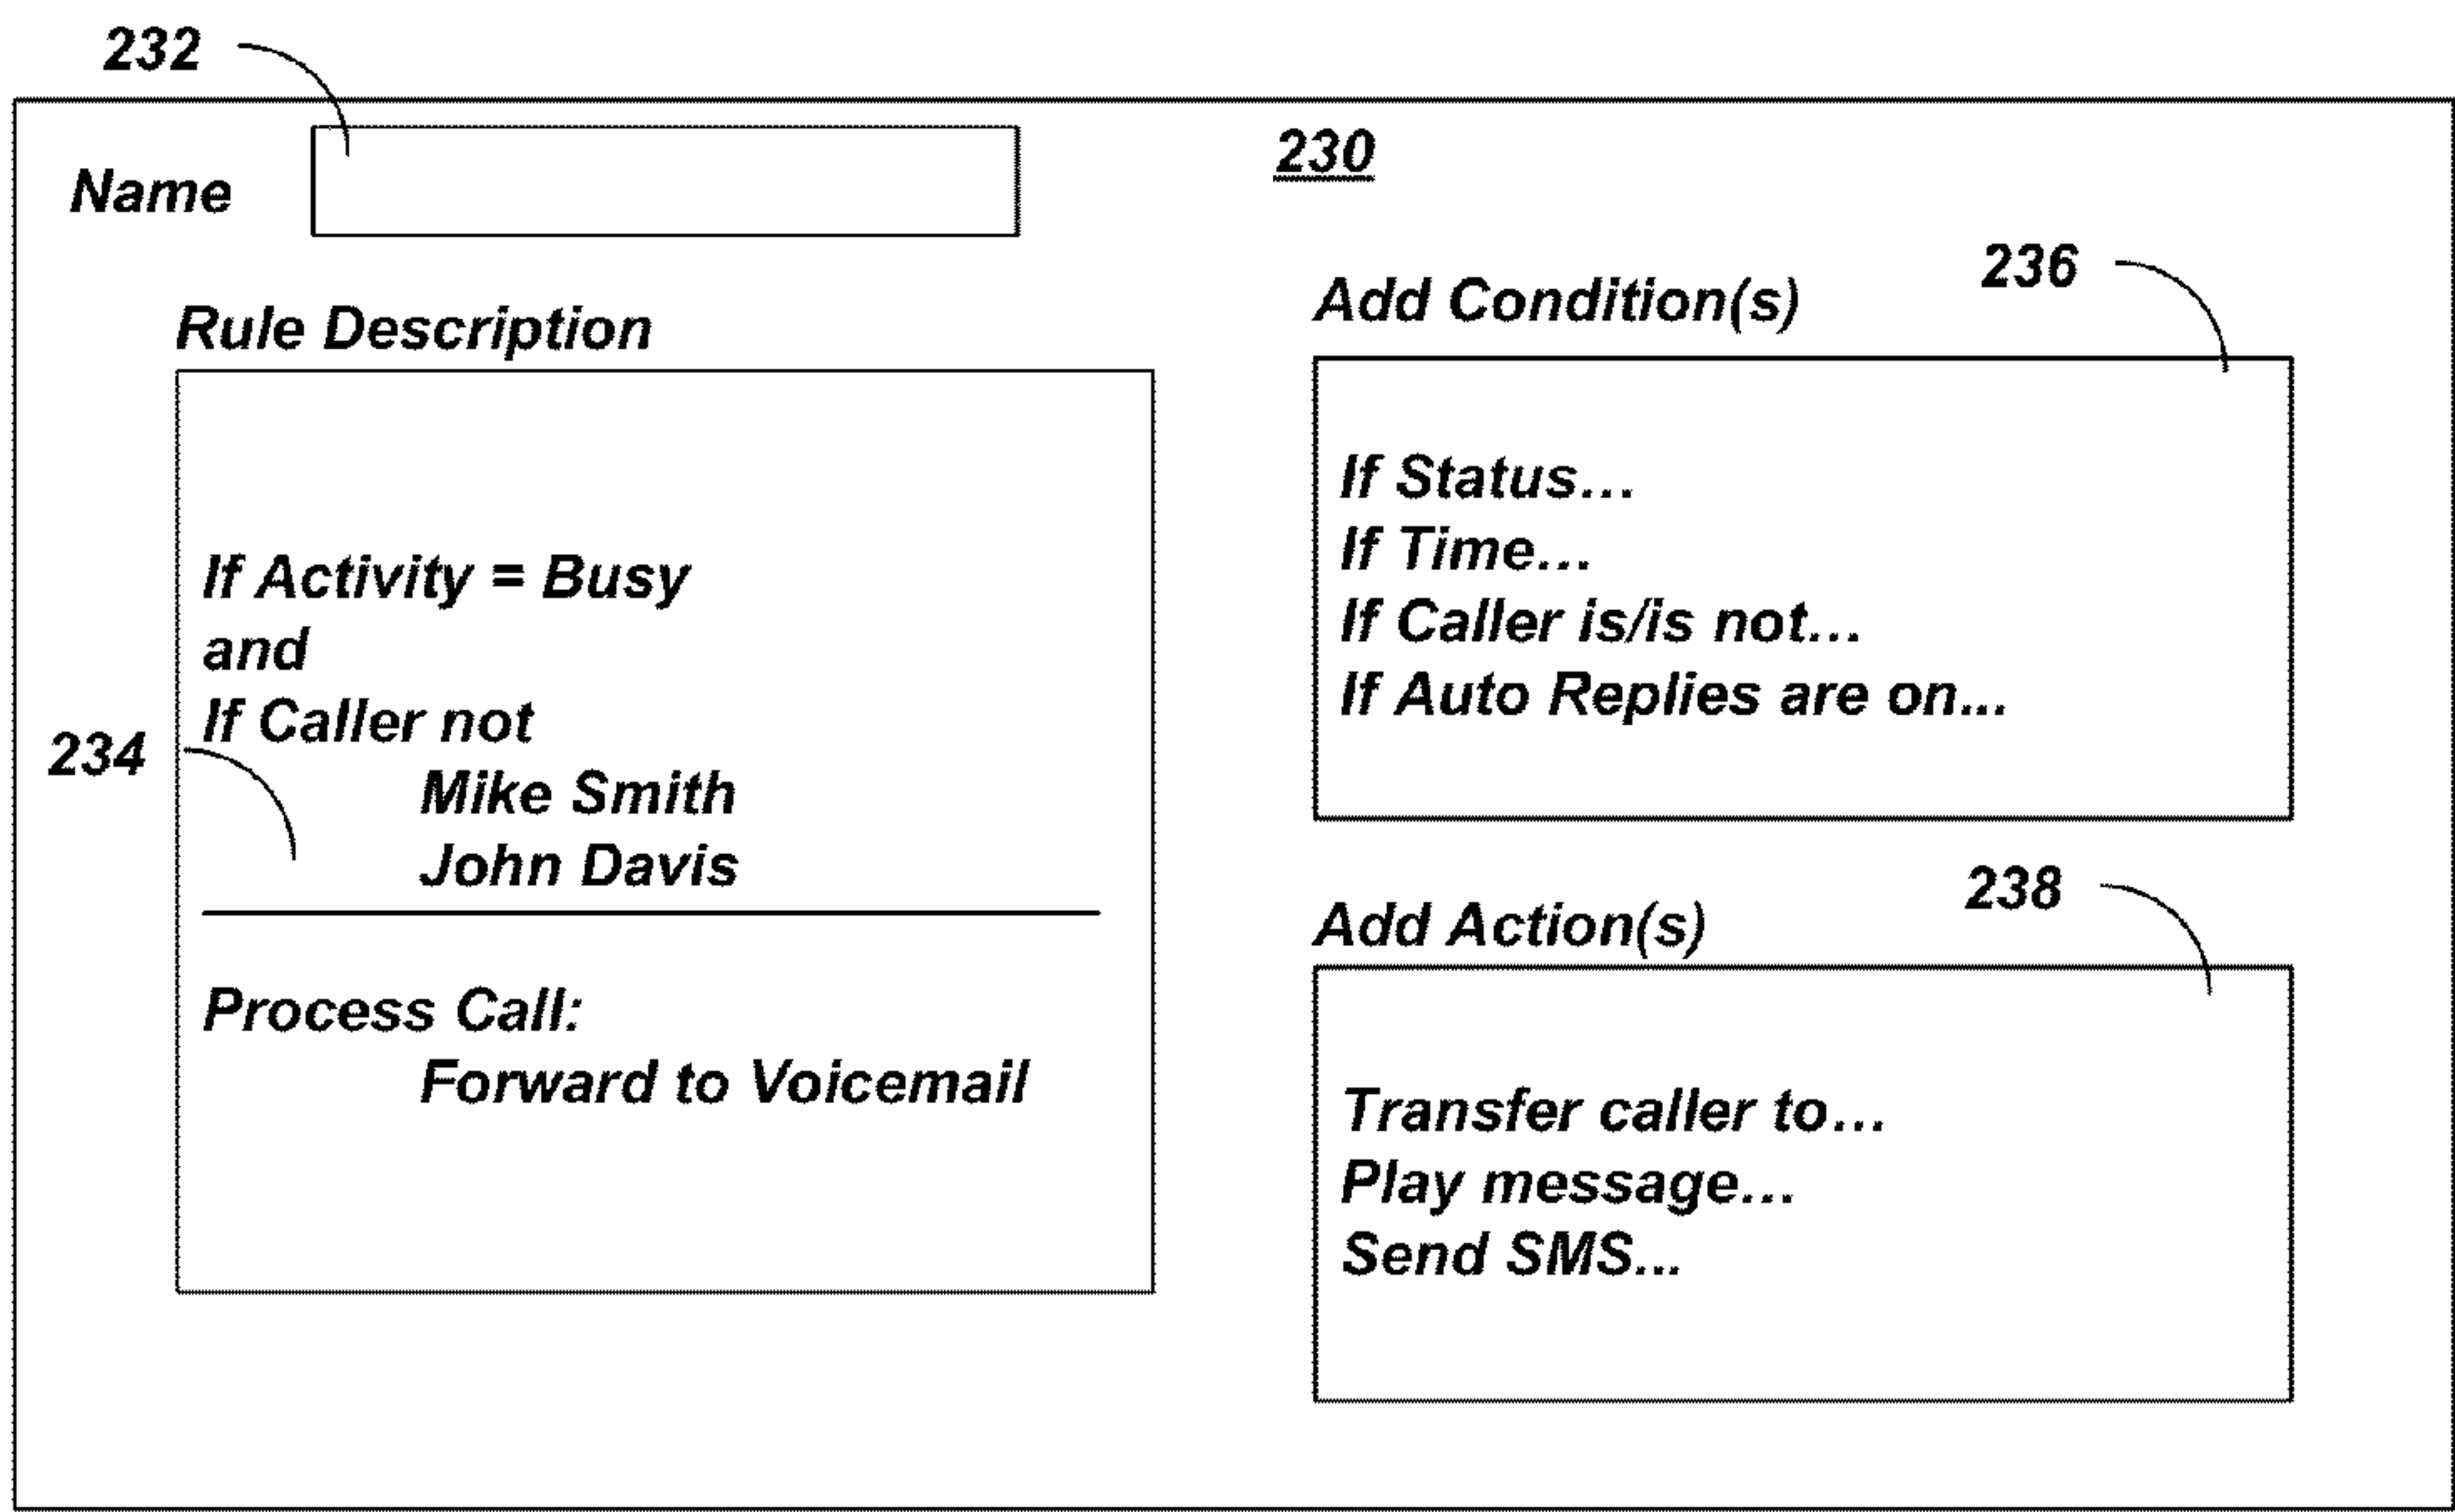 232
230
Name
Rule Description
If Activity = Busy
and
If Caller not
Mike Smith
234
John Davis
Process Call:
Forward to Voicemail
236
Add Condition(s)
If Status...
If Time...
If Caller is/is not...
If Auto Replies are on...
238
Add Action(s)
Transfer caller to...
Play message...
Send SMS...